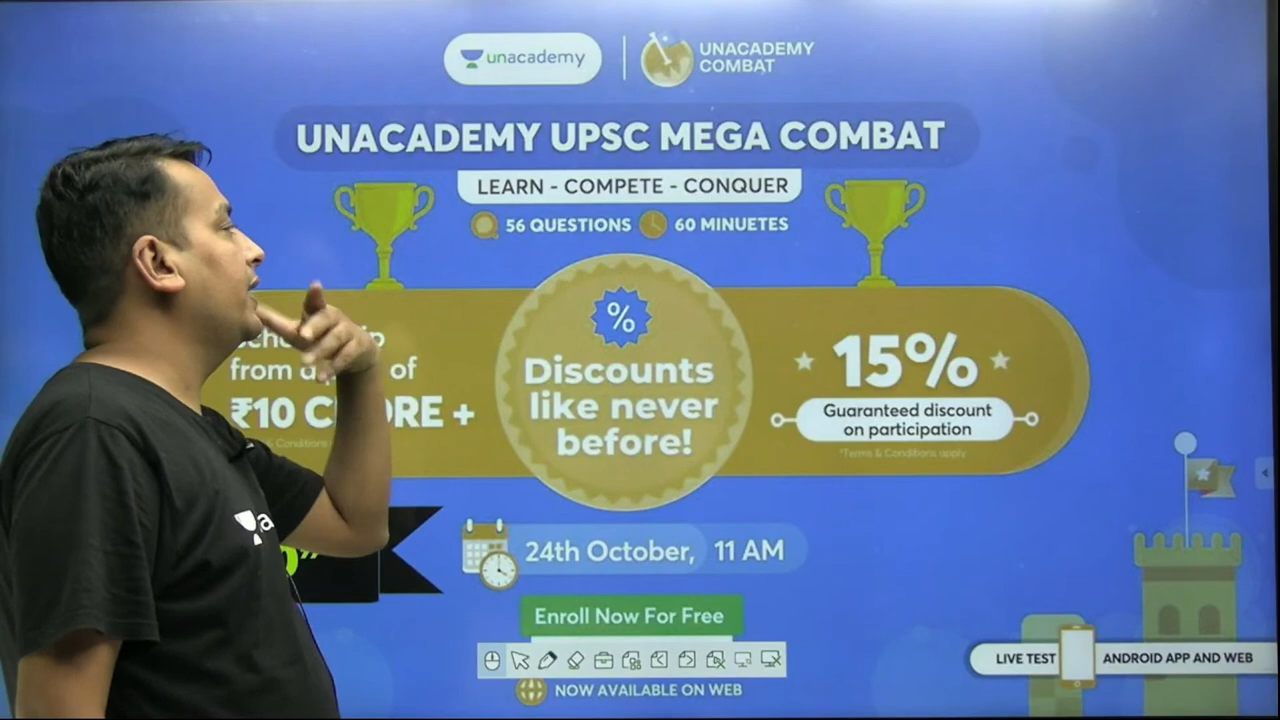 unacademy
UNACADEMY
COMBAT
UNACADEMY UPSC MEGA COMBAT
LEARN - COMPETE - CONQUER
56 QUESTIONS 60 MINUETES
from a of
₹10 +
%
Discounts
like never
before!
15%
Guaranteed discount
on participation
*Terms & Conditions apply
24th October, 11 AM
Enroll Now For Free
NOW AVAILABLE ON WEB
LIVE TEST ANDROID APP AND WEB